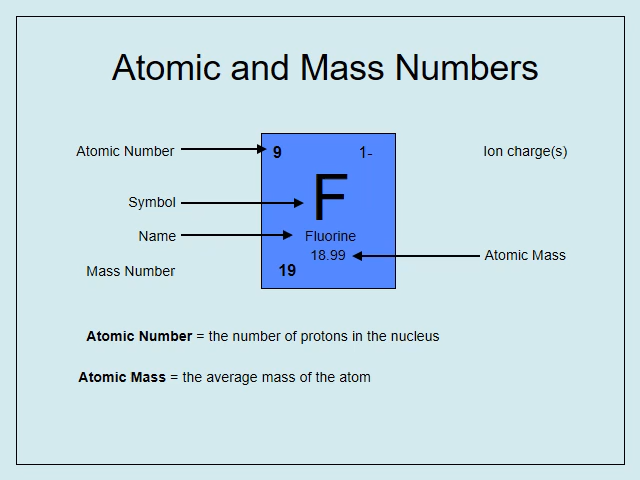 Atomic and Mass Numbers
Atomic Number
9
1-
Ion charge(s)
Symbol
F
Name
Fluorine
18.99
Atomic Mass
Mass Number
19
Atomic Number = the number of protons in the nucleus
Atomic Mass = the average mass of the atom